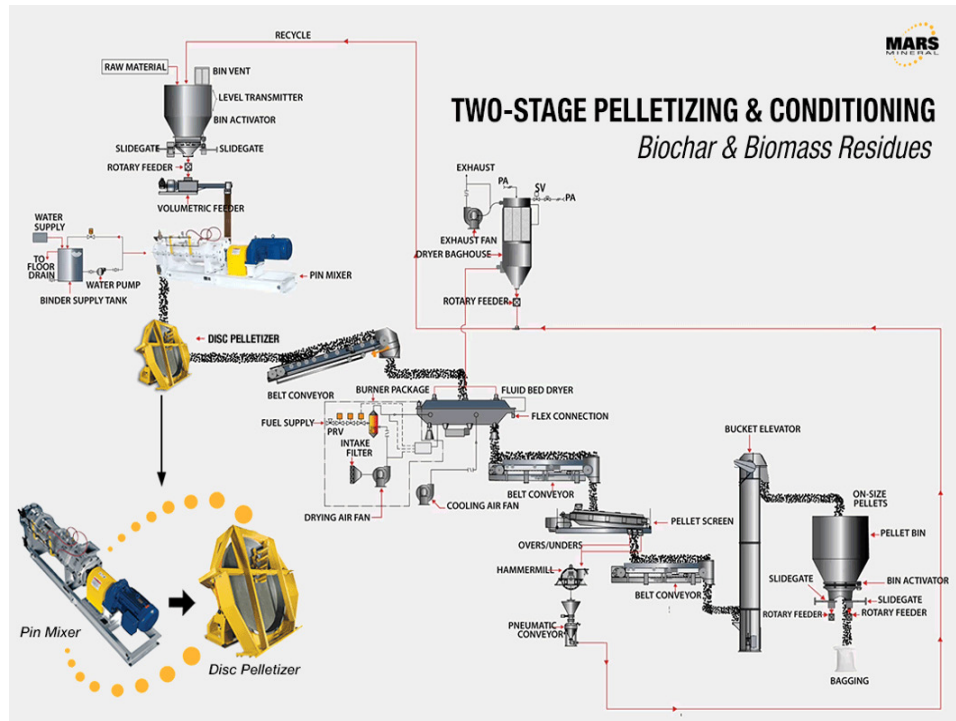 RECYCLE
MARS
MINERAL
RAW MATERIAL
BIN VENT
LEVEL TRANSMITTER
BIN ACTIVATOR
TWO-STAGE PELLETIZING & CONDITIONING
Biochar & Biomass Residues
SLIDEGATE
SLIDEGATE
ROTARY FEEDER
VOLUMETRIC FEEDER
EXHAUST
PA
SV
PA
EXHAUST FAN
DRYER BAGHOUSE
ROTARY FEEDER
WATER
SUPPLY
TO
FLOOR
DRAIN
WATER PUMP
BINDER SUPPLY TANK
PIN MIXER
DISC PELLETIZER
BELT CONVEYOR
BURNER PACKAGE
FLUID BED DRYER
FLEX CONNECTION
FUEL SUPPLY
PRV
INTAKE
FILTER
DRYING AIR FAN
COOLING AIR FAN
BELT CONVEYOR
BUCKET ELEVATOR
ON-SIZE
PELLETS
PELLET SCREEN
PELLET BIN
OVERS/UNDERS
HAMMERMILL
BELT CONVEYOR
SLIDEGATE
BIN ACTIVATOR
SLIDEGATE
ROTARY FEEDER
ROTARY FEEDER
PNEUMATIC
CONVEYOR
BAGGING
Pin Mixer
Disc Pelletizer